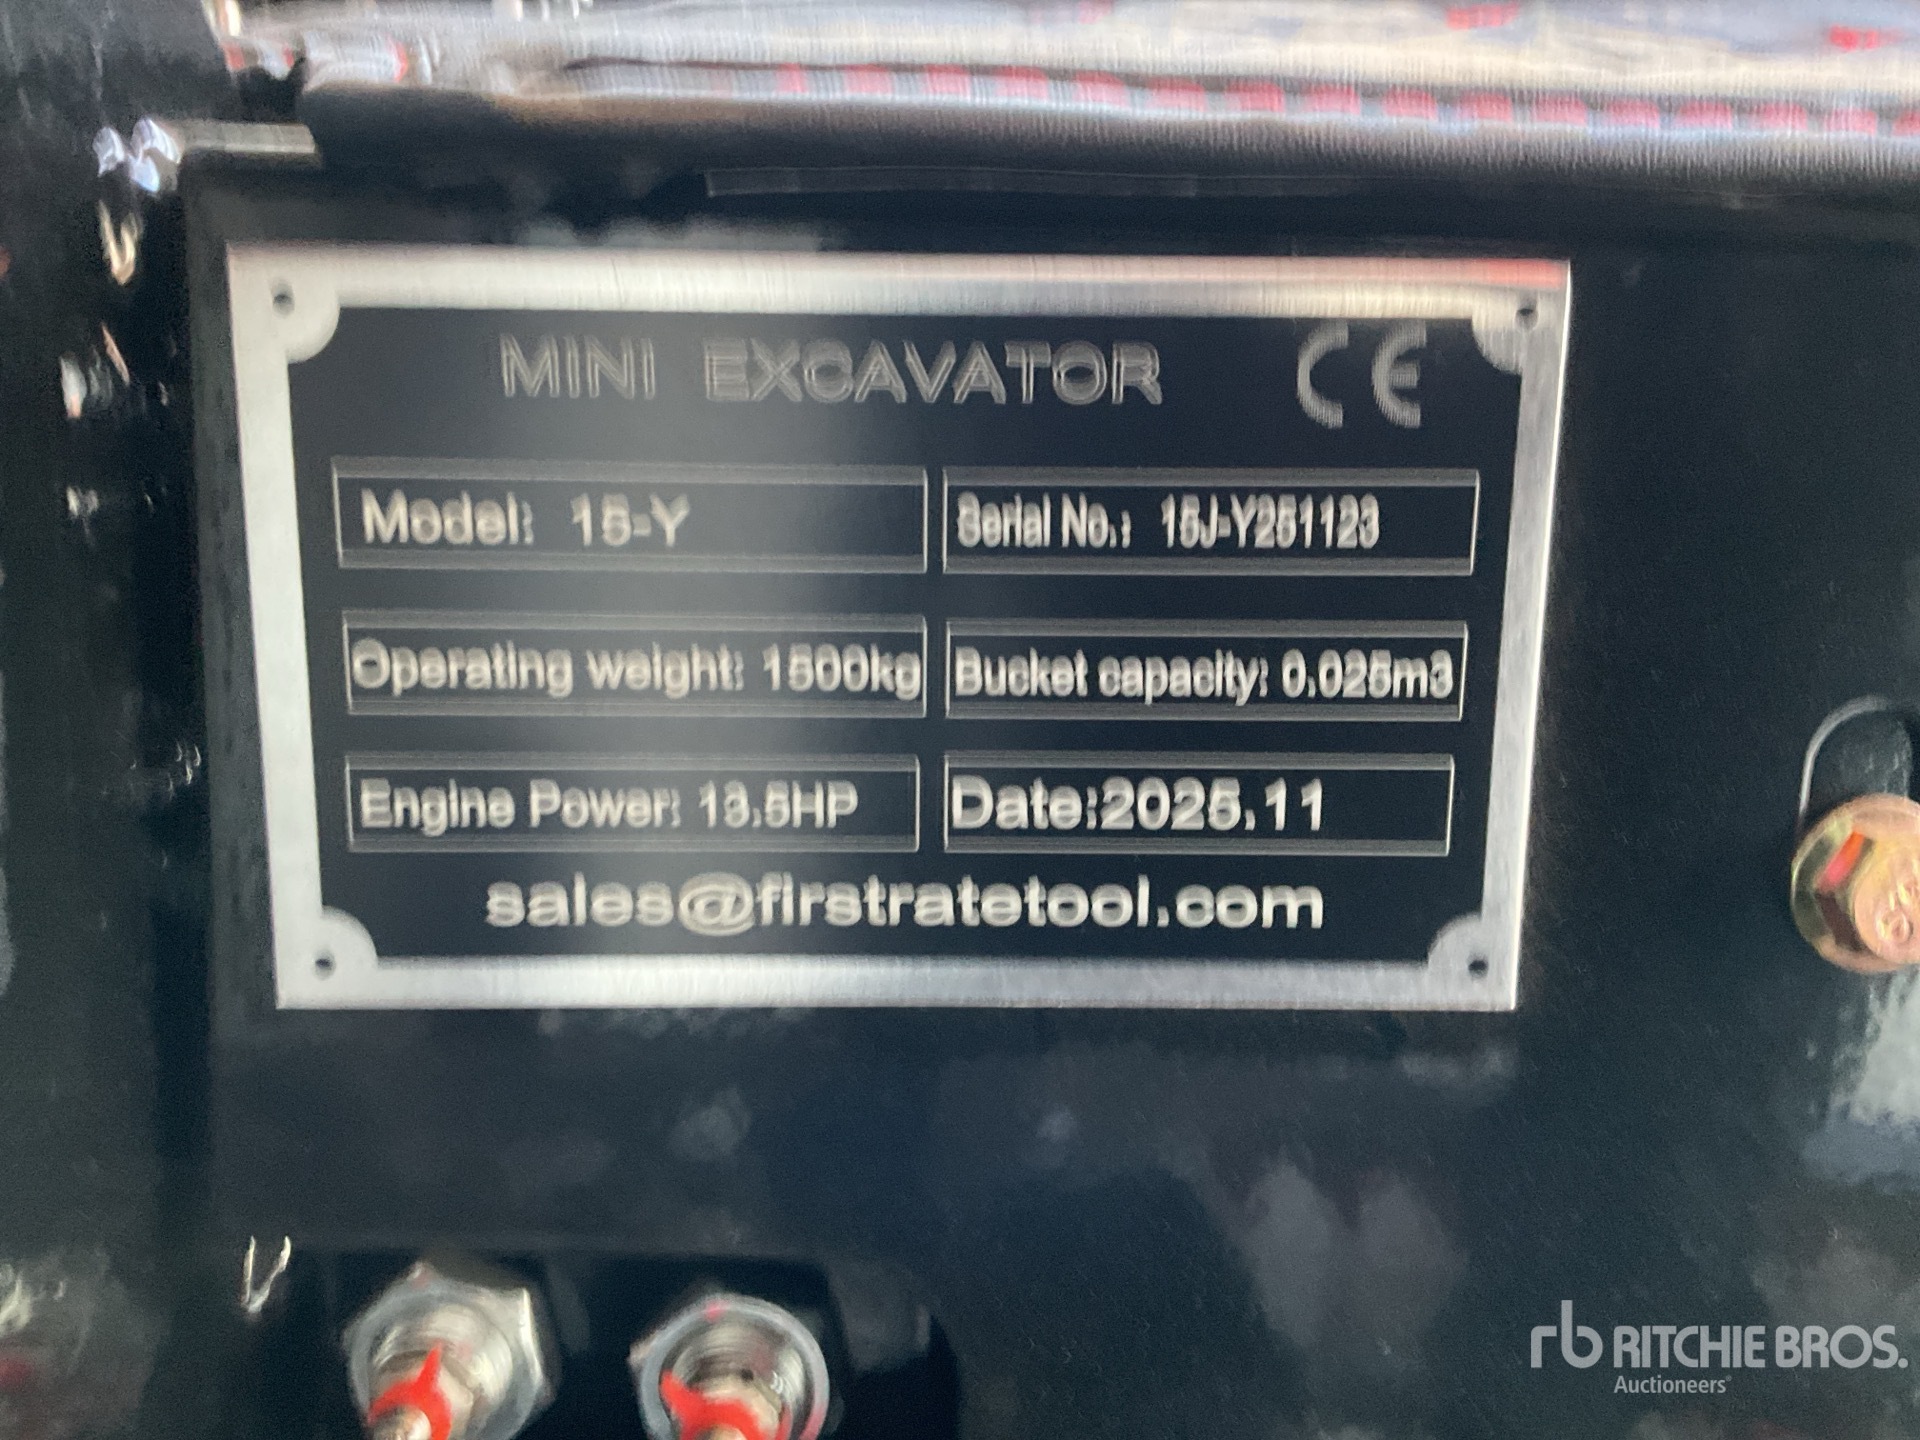 MINI EXCAVATOR CE
Model: 15-Y Serial No.: 15J-Y251123
Operating weight: 1500kg Bucket capacity: 0.025m3
Engine Power: 13.5HP Date:2025.11
sales@firstratetool.com
rb RITCHIE BROS.
Auctioneers